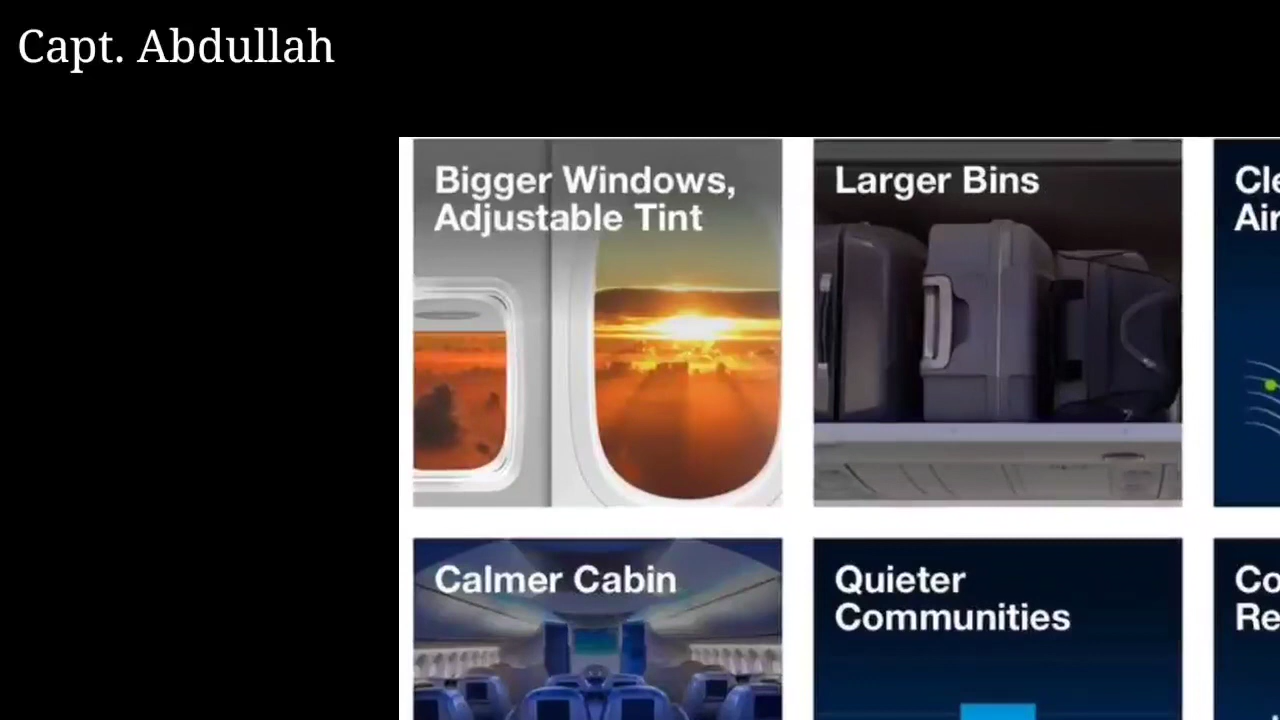 Capt. Abdullah
Bigger Windows,
Adjustable Tint
Larger Bins
Calmer Cabin
Quieter
Communities